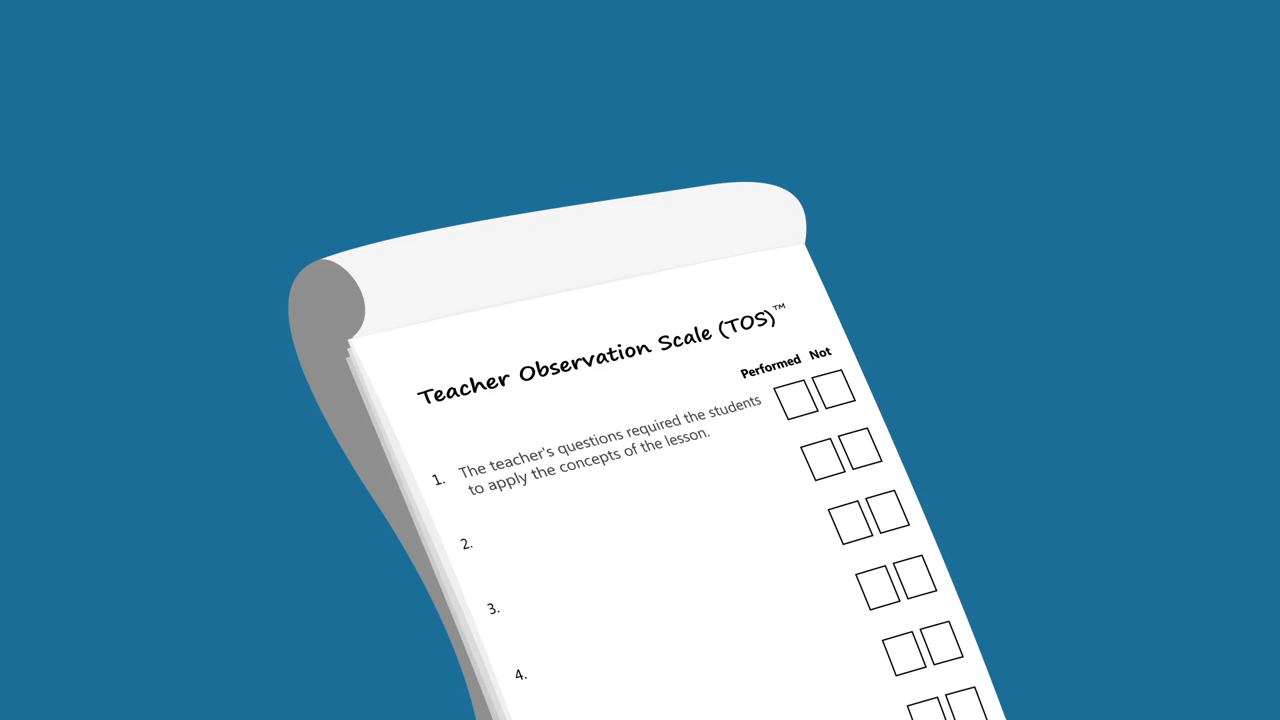 Teacher Observation Scale (TOS)™
Performed Not
1. The teacher's questions required the students
to apply the concepts of the lesson.
2.
3.
4.